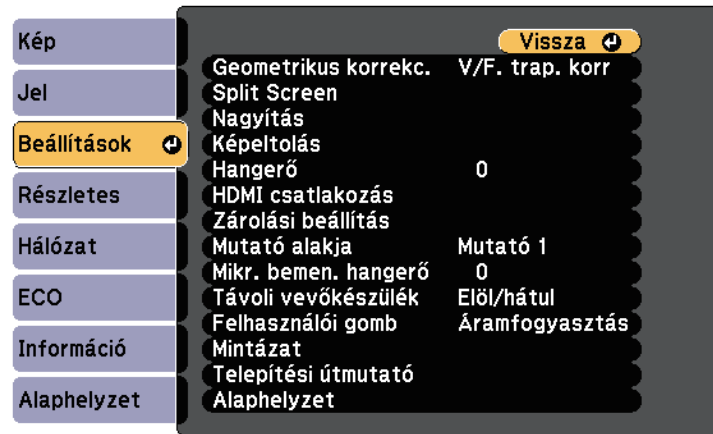 Kép
Jel
Beállítások
Részletes
Hálózat
ECO
Információ
Alaphelyzet
Vissza
Geometrikus korrekc. V/F. trap. korr
Split Screen
Nagyítás
Képeltolás
Hangerő 0
HDMI csatlakozás
Zárolási beállítás
Mutató alakja Mutató 1
Mikr. bemen. hangerő 0
Távoli vevőkészülék Elöl/hátul
Felhasználói gomb Áramfogyasztás
Mintázat
Telepítési útmutató
Alaphelyzet